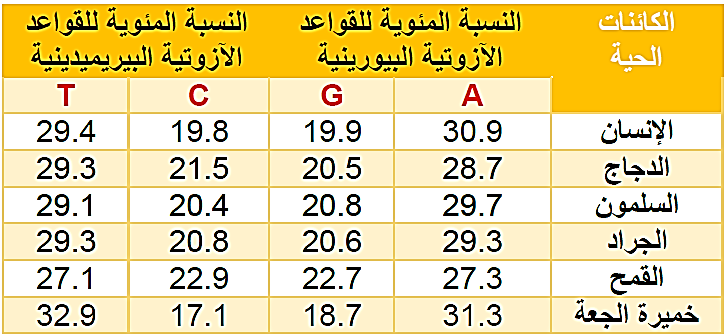 الكائنات الحية | النسبة المئوية للقواعد الآزوتية البيورينية | النسبة المئوية للقواعد الآزوتية البيريميدينية
A | G | C | T
الإنسان | 30.9 | 19.9 | 19.8 | 29.4
الدجاج | 28.7 | 20.5 | 21.5 | 29.3
السلمون | 29.7 | 20.8 | 20.4 | 29.1
الجراد | 29.3 | 20.6 | 20.8 | 29.3
القمح | 27.3 | 22.7 | 22.9 | 27.1
خميرة الجعة | 31.3 | 18.7 | 17.1 | 32.9